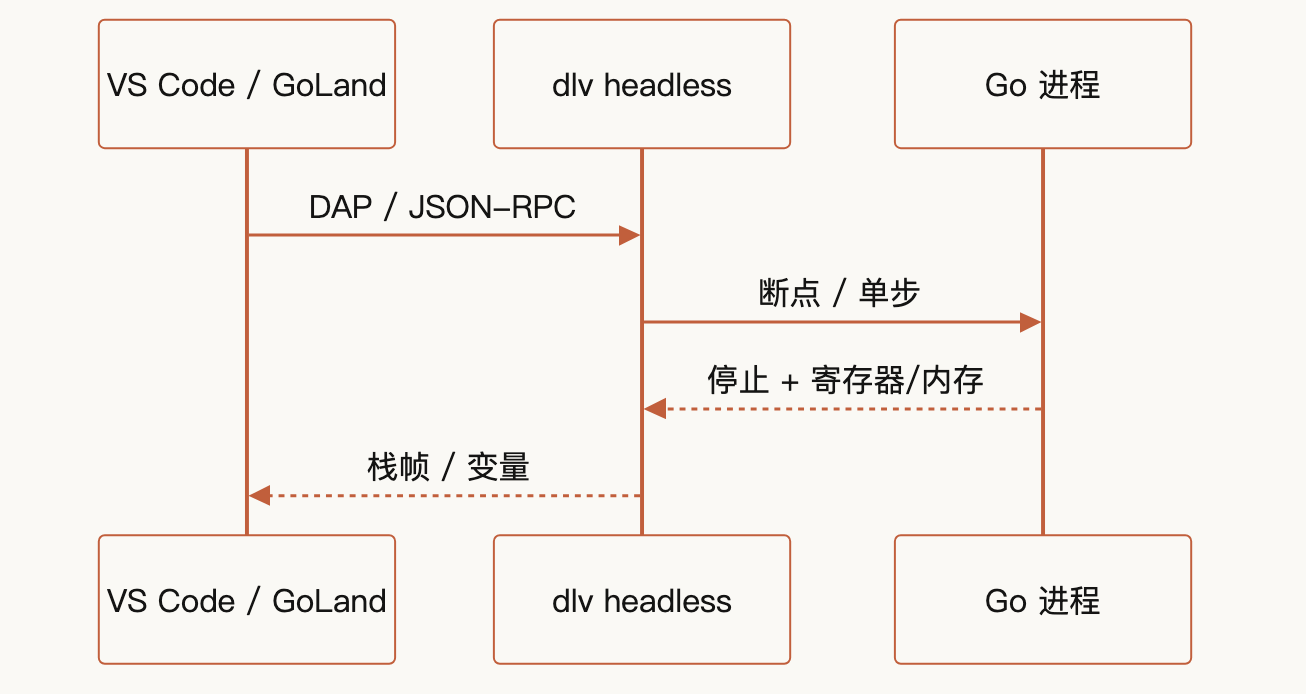 VS Code / GoLand
dlv headless
Go 进程
DAP / JSON-RPC
断点 / 单步
停止 + 寄存器/内存
栈帧 / 变量
VS Code / GoLand
dlv headless
Go 进程